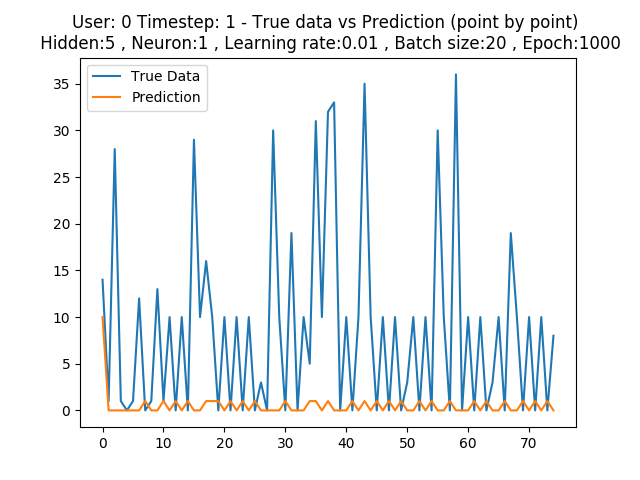 User: 0 Timestep: 1 - True data vs Prediction (point by point)
Hidden:5 , Neuron:1 , Learning rate:0.01 , Batch size:20 , Epoch:1000
True Data
Prediction
35
30
25
20
15
10
5
0
0 10 20 30 40 50 60 70